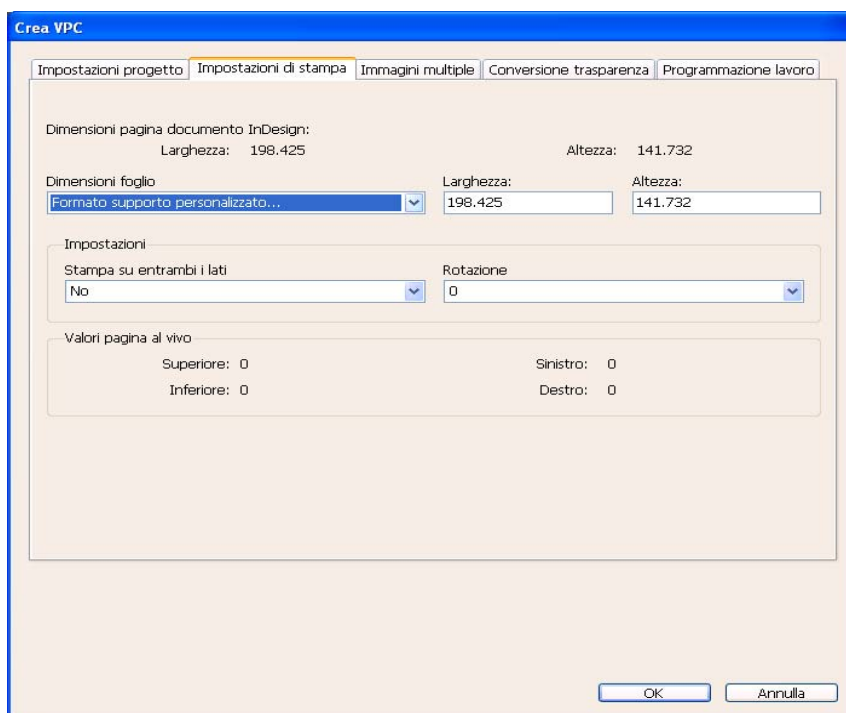 Crea VPC
Impostazioni progetto Impostazioni di stampa Immagini multiple Conversione trasparenza Programmazione lavoro
Dimensioni pagina documento InDesign:
Larghezza: 198.425 Altezza: 141.732
Dimensioni foglio Larghezza: Altezza:
Formato supporto personalizzato... 198.425 141.732
Impostazioni
Stampa su entrambi i lati Rotazione
No 0
Valori pagina al vivo
Superiore: 0 Sinistro: 0
Inferiore: 0 Destro: 0
OK Annulla